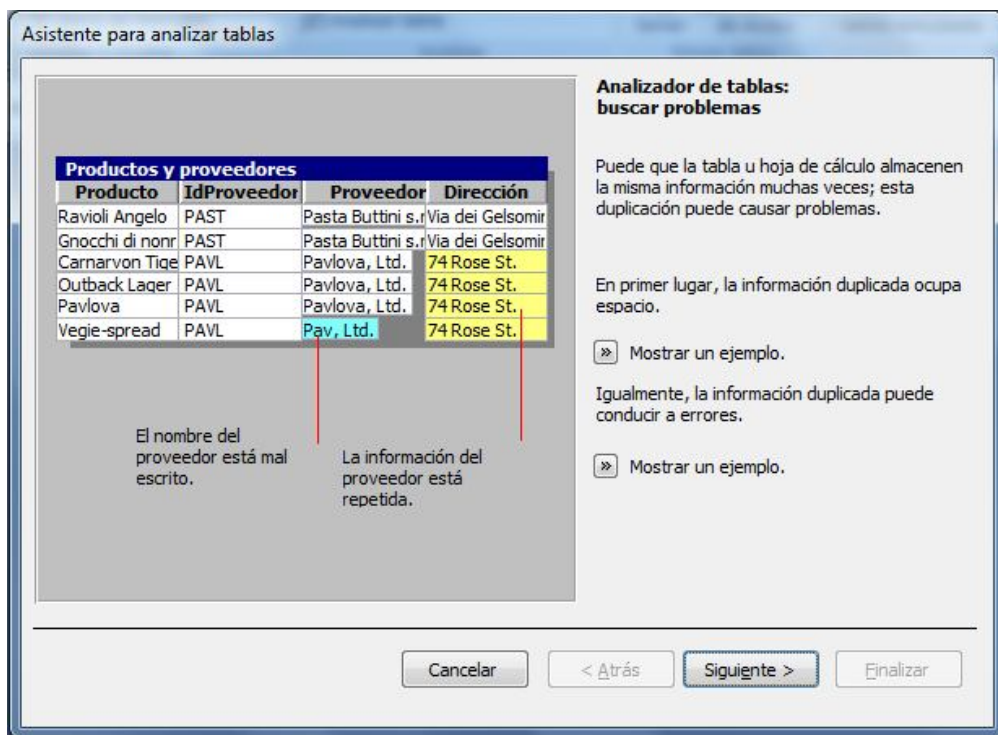 Asistente para analizar tablas
Productos y proveedores
Producto IdProveedor Proveedor Dirección
Ravioli Angelo PAST Pasta Buttini s.r Via dei Gelsomir
Gnocchi di nonr PAST Pasta Buttini s.r Via dei Gelsomir
Carnarvon Tige PAVL Pavlova, Ltd. 74 Rose St.
Outback Lager PAVL Pavlova, Ltd. 74 Rose St.
Pavlova PAVL Pavlova, Ltd. 74 Rose St.
Vegie-spread PAVL Pav, Ltd. 74 Rose St.
El nombre del
proveedor está mal
escrito.
La información del
proveedor está
repetida.
Analizador de tablas:
buscar problemas
Puede que la tabla u hoja de cálculo almacenen
la misma información muchas veces; esta
duplicación puede causar problemas.
En primer lugar, la información duplicada ocupa
espacio.
» Mostrar un ejemplo.
Igualmente, la información duplicada puede
conducir a errores.
» Mostrar un ejemplo.
Cancelar < Atrás Siguiente > Finalizar